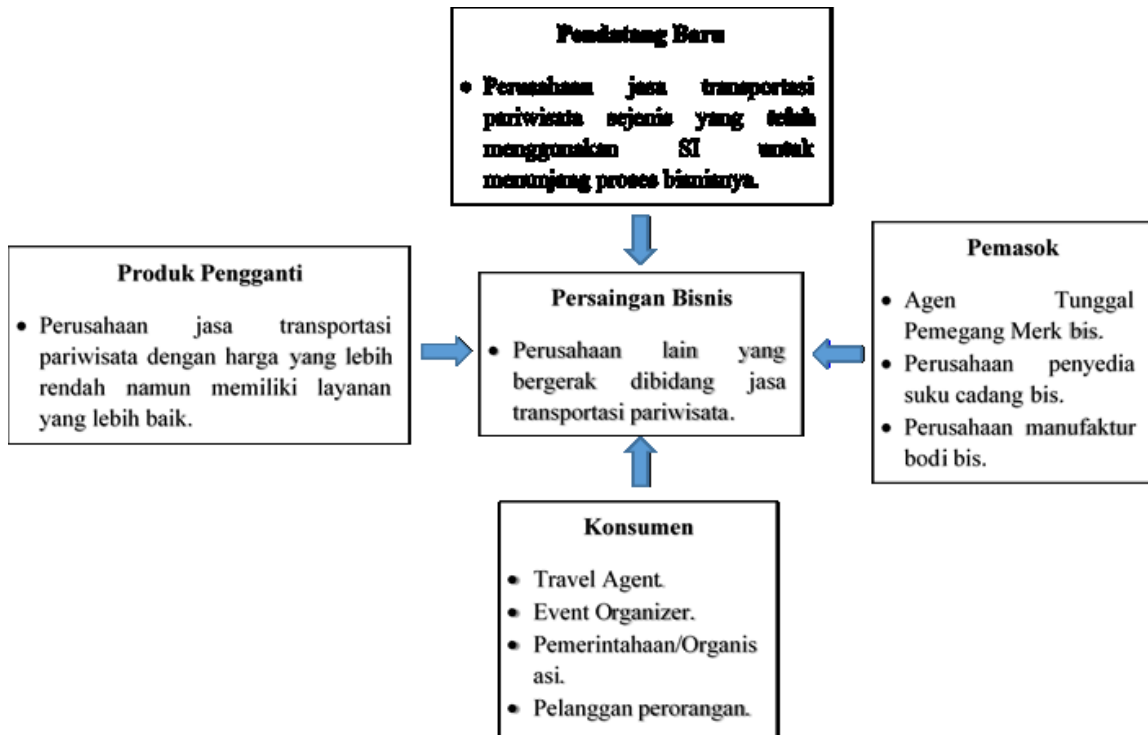 Pendatang Baru
• Perusahaan jasa transportasi
pariwisata sejenis yang telah
menggunakan SI untuk
menunjang proses bisnisnya.
Produk Pengganti
• Perusahaan jasa transportasi
pariwisata dengan harga yang lebih
rendah namun memiliki layanan
yang lebih baik.
Persaingan Bisnis
• Perusahaan lain yang
bergerak dibidang jasa
transportasi pariwisata.
Pemasok
• Agen Tunggal
Pemegang Merk bis.
• Perusahaan penyedia
suku cadang bis.
• Perusahaan manufaktur
bodi bis.
Konsumen
• Travel Agent.
• Event Organizer.
• Pemerintahaan/Organis
asi.
• Pelanggan perorangan.